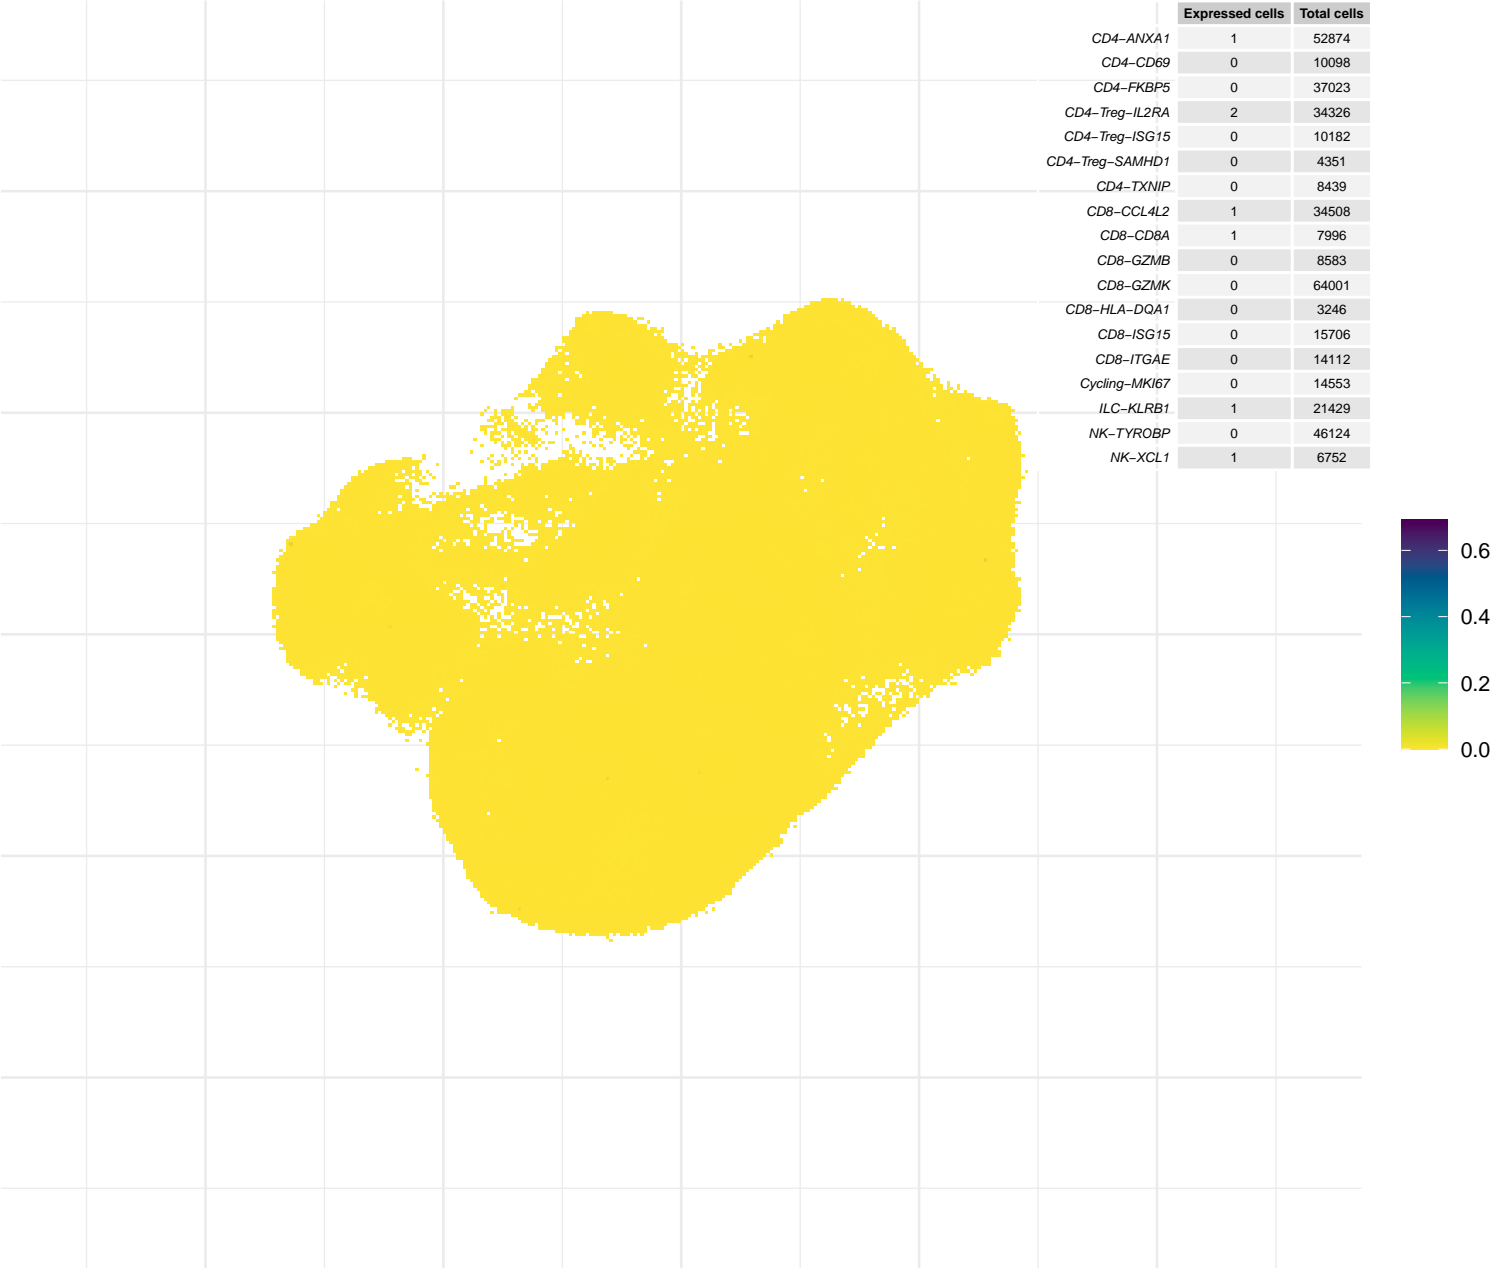 Expressed cells Total cells
CD4−ANXA1 1 52874
CD4−CD69 0 10098
CD4−FKBP5 0 37023
CD4−Treg−IL2RA 2 34326
CD4−Treg−ISG15 0 10182
CD4−Treg−SAMHD1 0 4351
CD4−TXNIP 0 8439
CD8−CCL4L2 1 34508
CD8−CD8A 1 7996
CD8−GZMB 0 8583
CD8−GZMK 0 64001
CD8−HLA−DQA1 0 3246
CD8−ISG15 0 15706
CD8−ITGAE 0 14112
Cycling−MKI67 0 14553
ILC−KLRB1 1 21429
NK−TYROBP 0 46124
NK−XCL1 1 6752
0.6
0.4
0.2
0.0